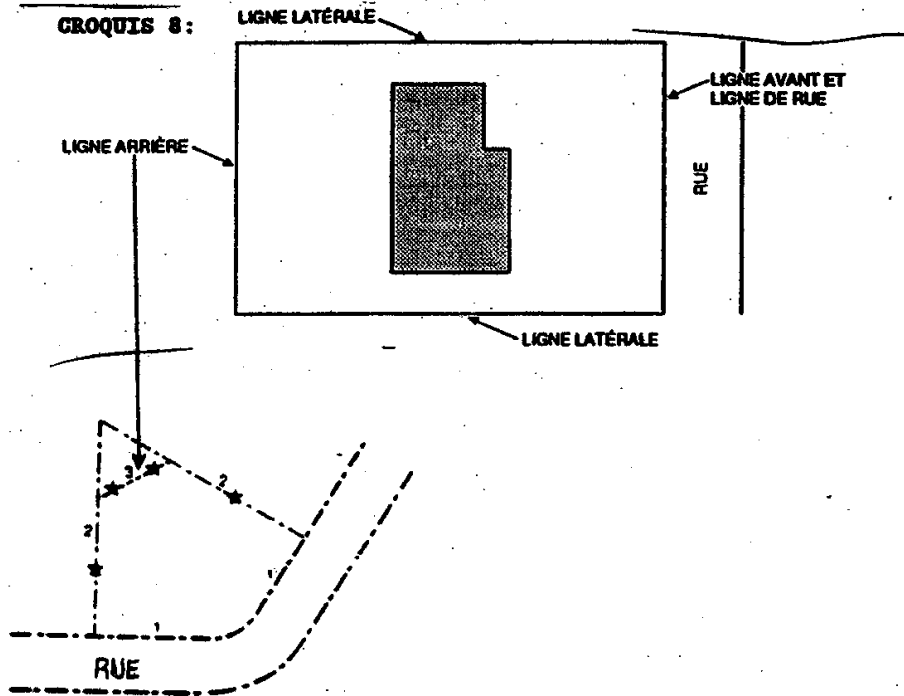 CROQUIS 8:
LIGNE LATÉRALE
LIGNE AVANT ET
LIGNE DE RUE
LIGNE ARRIÈRE
RUE
LIGNE LATÉRALE
3
2
2
1
1
RUE